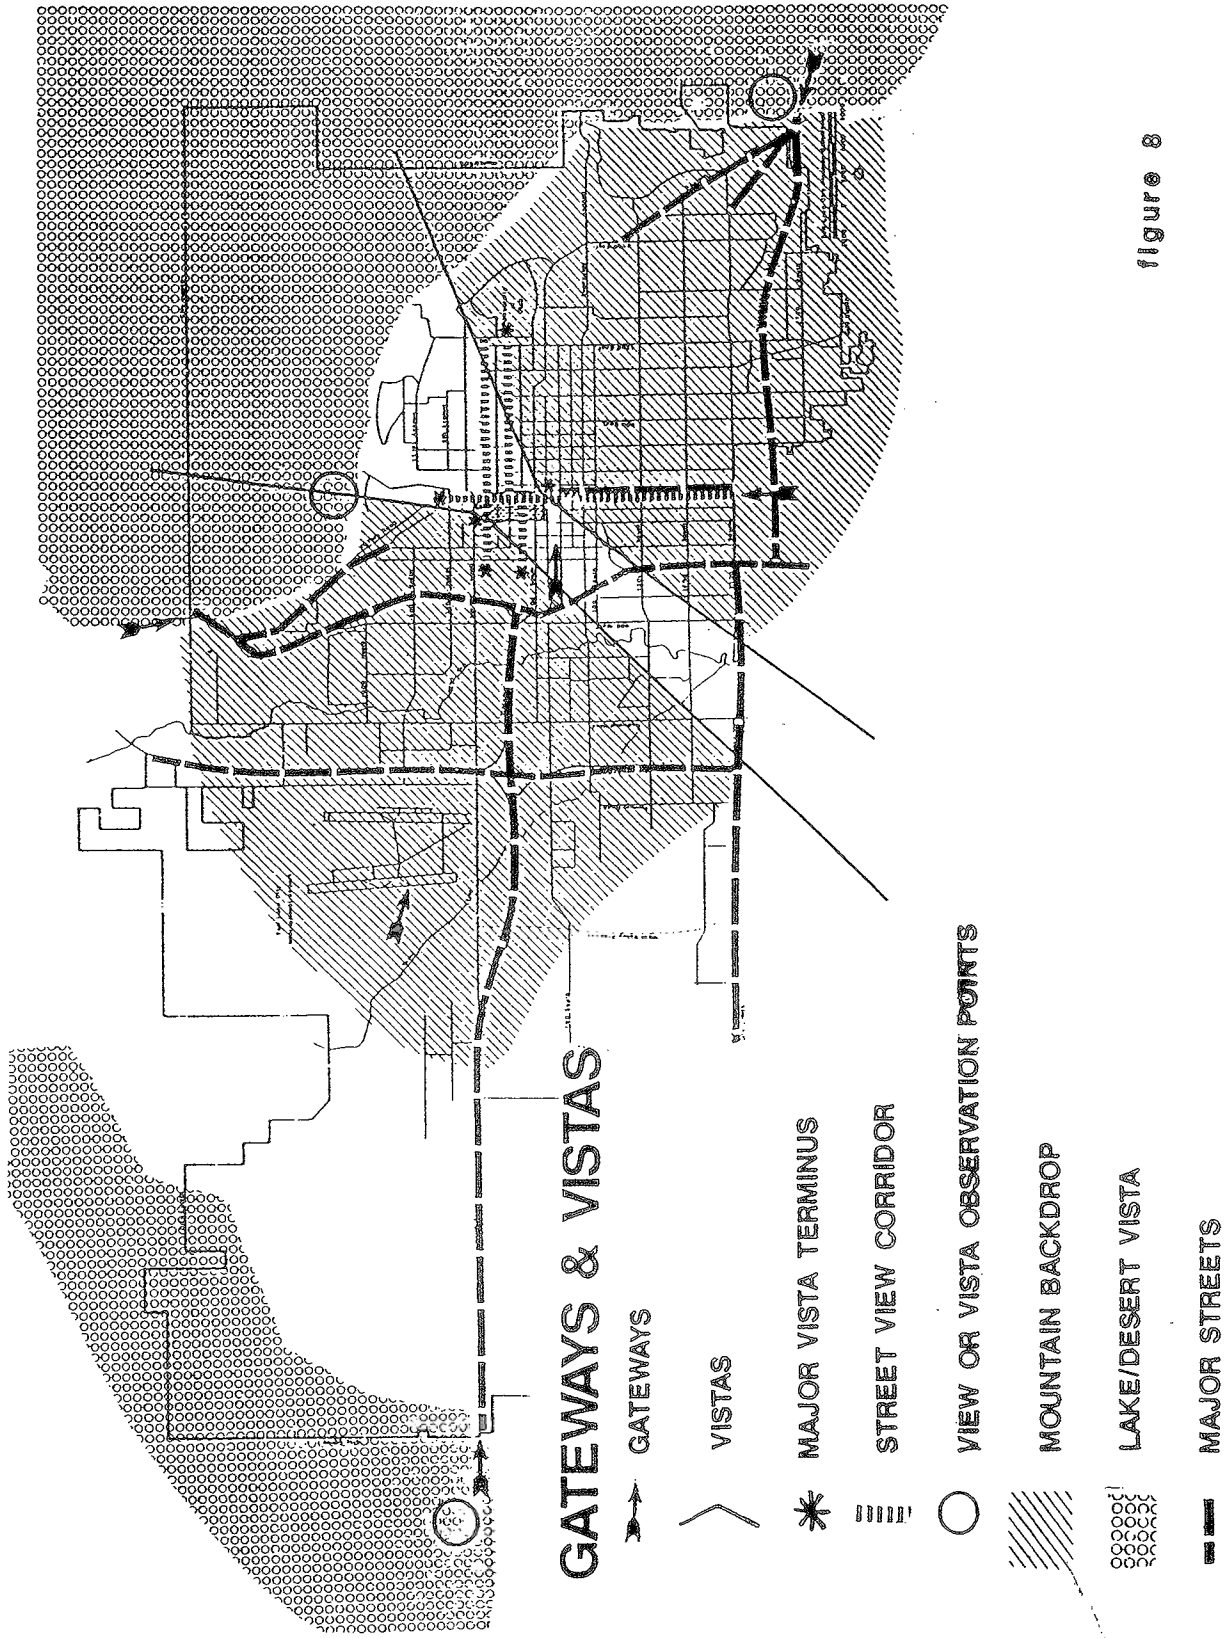 GATEWAYS & VISTAS
GATEWAYS
VISTAS
MAJOR VISTA TERMINUS
STREET VIEW CORRIDOR
VIEW OR VISTA OBSERVATION POINTS
MOUNTAIN BACKDROP
LAKE/DESERT VISTA
MAJOR STREETS
figure 8